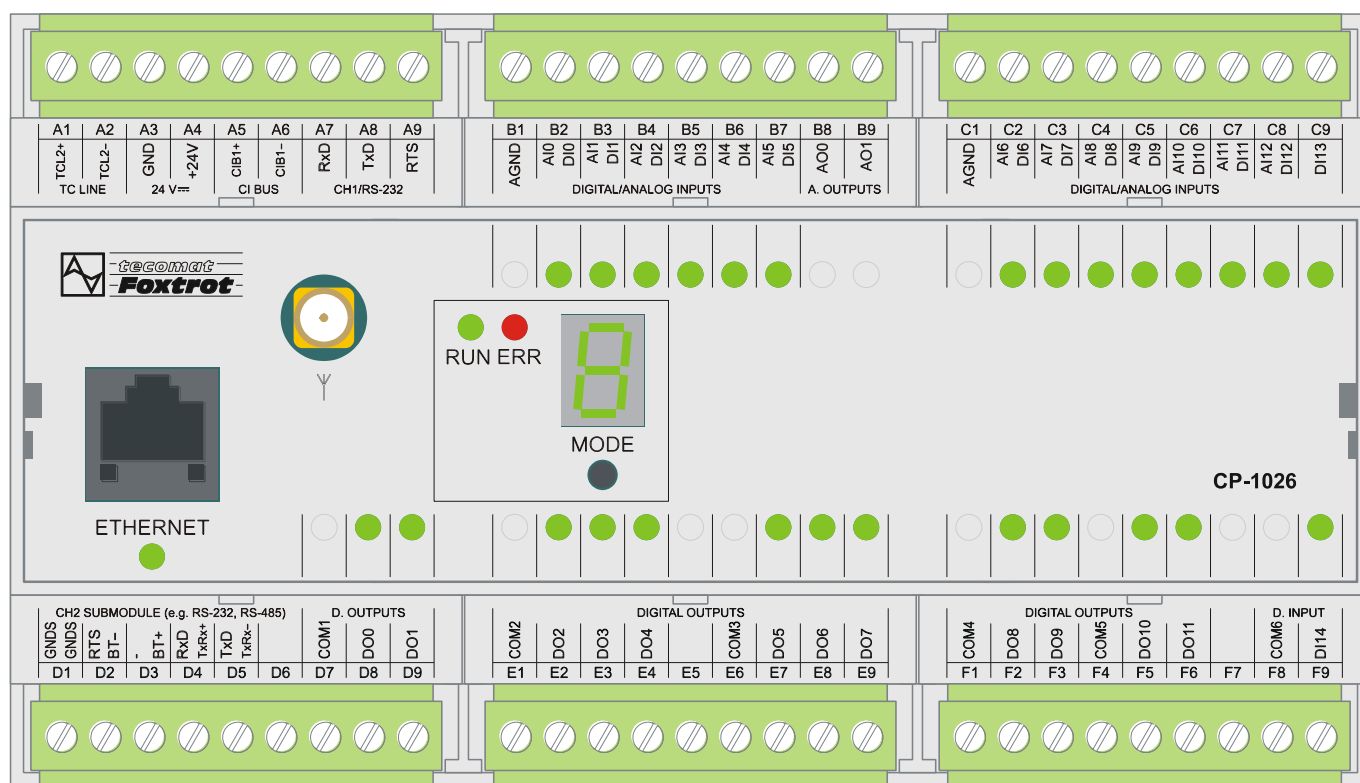 A1 A2 A3 A4 A5 A6 A7 A8 A9
TCL2+ TCL2- GND +24V CIB1+ CIB1- RxD TxD RTS
TC LINE 24 V⎓ CI BUS CH1/RS-232
B1 B2 B3 B4 B5 B6 B7 B8 B9
AGND AI0 DI0 AI1 DI1 AI2 DI2 AI3 DI3 AI4 DI4 AI5 DI5 AO0 AO1
DIGITAL/ANALOG INPUTS A. OUTPUTS
C1 C2 C3 C4 C5 C6 C7 C8 C9
AGND AI6 DI6 AI7 DI7 AI8 DI8 AI9 DI9 AI10 DI10 AI11 DI11 AI12 DI12 DI13
DIGITAL/ANALOG INPUTS
tecomat
Foxtrot
RUN ERR
8
MODE
CP-1026
ETHERNET
CH2 SUBMODULE (e.g. RS-232, RS-485) D. OUTPUTS
GNDS GNDS RTS BT- - BT+ RxD TxRx+ TxD TxRx- COM1 DO0 DO1
D1 D2 D3 D4 D5 D6 D7 D8 D9
DIGITAL OUTPUTS
COM2 DO2 DO3 DO4 COM3 DO5 DO6 DO7
E1 E2 E3 E4 E5 E6 E7 E8 E9
DIGITAL OUTPUTS D. INPUT
COM4 DO8 DO9 COM5 DO10 DO11 COM6 DI14
F1 F2 F3 F4 F5 F6 F7 F8 F9